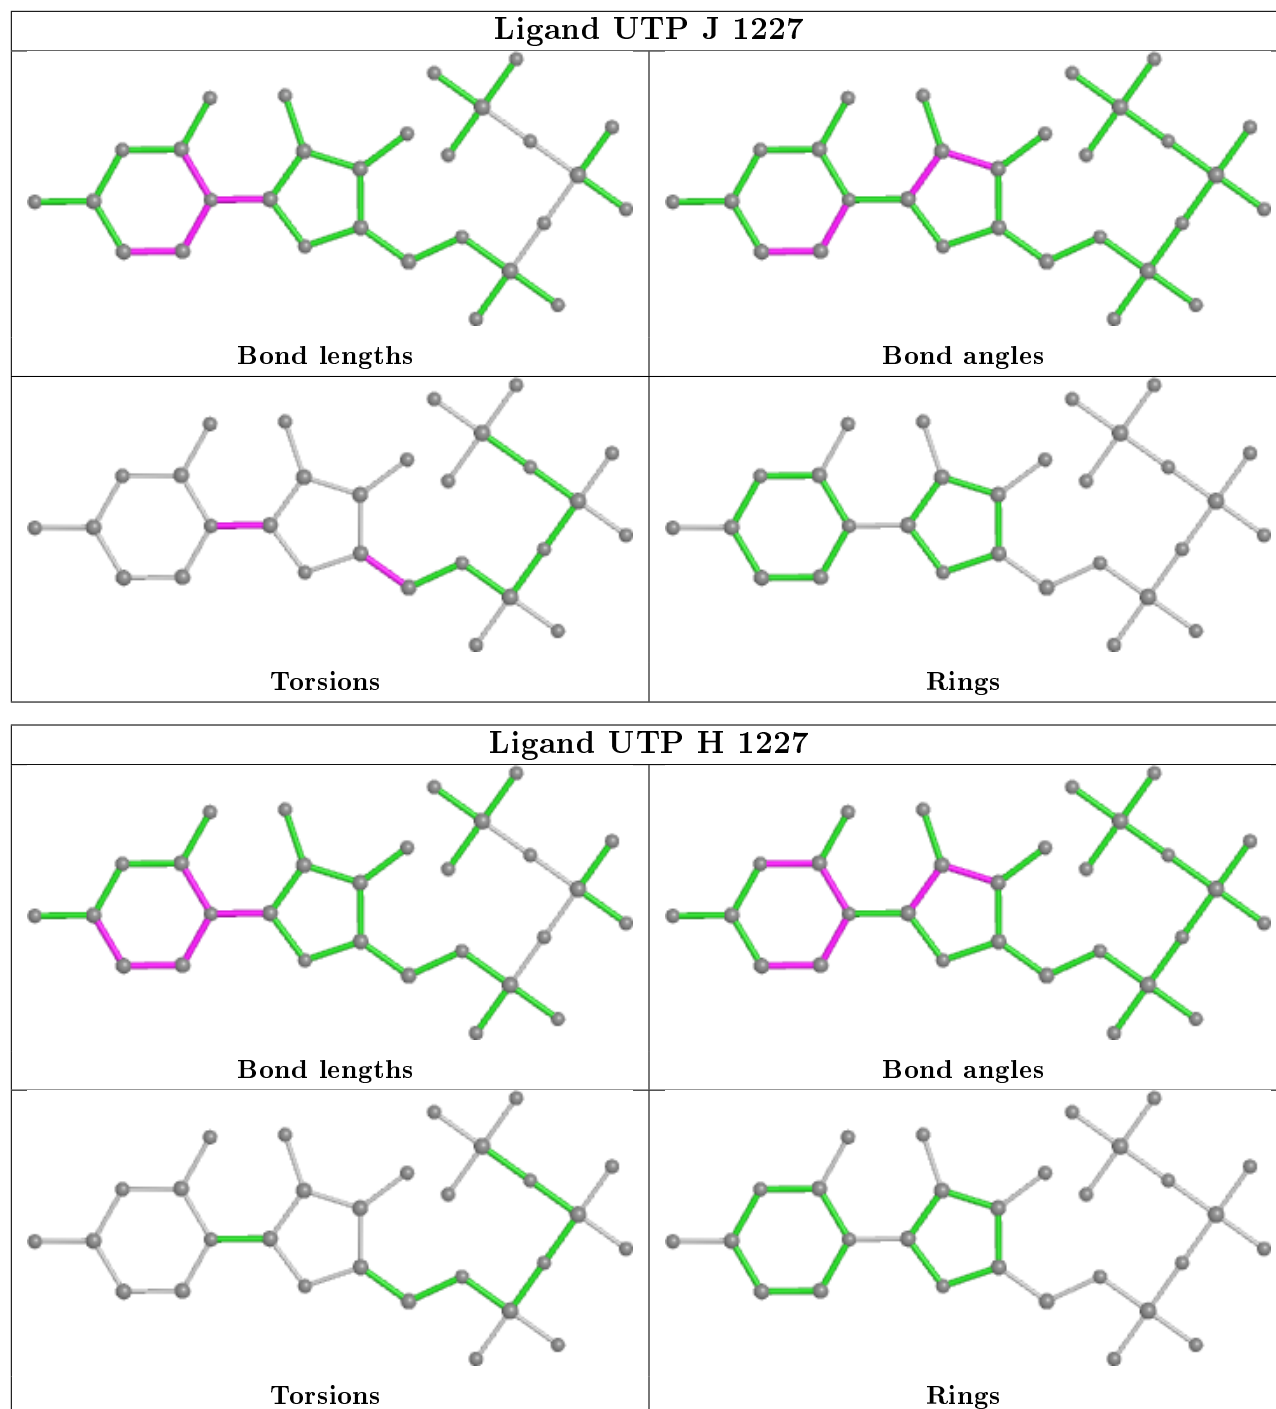 Ligand UTP J 1227
Bond lengths
Bond angles
Torsions
Rings
Ligand UTP H 1227
Bond lengths
Bond angles
Torsions
Rings